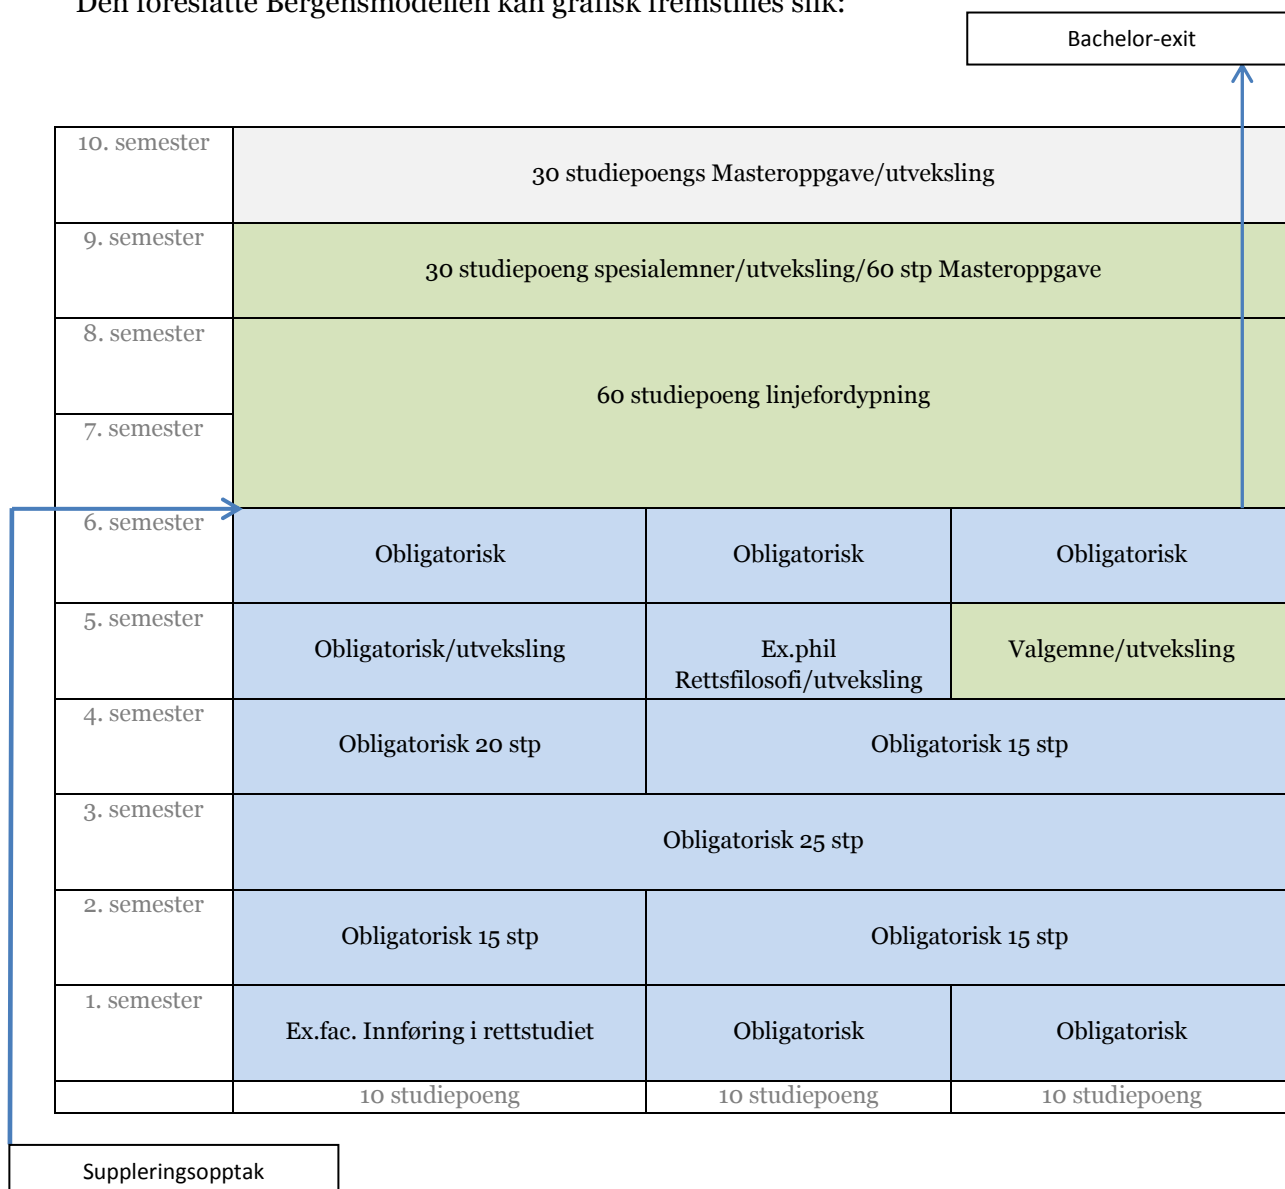 Den foreslåtte Bergensmodellen kan grafisk fremstilles slik:
Bachelor-exit
10. semester
30 studiepoengs Masteroppgave/utveksling
9. semester
30 studiepoeng spesialemner/utveksling/60 stp Masteroppgave
8. semester
60 studiepoeng linjefordypning
7. semester
6. semester
Obligatorisk
Obligatorisk
Obligatorisk
5. semester
Obligatorisk/utveksling
Ex.phil
Rettsfilosofi/utveksling
Valgemne/utveksling
4. semester
Obligatorisk 20 stp
Obligatorisk 15 stp
3. semester
Obligatorisk 25 stp
2. semester
Obligatorisk 15 stp
Obligatorisk 15 stp
1. semester
Ex.fac. Innføring i rettstudiet
Obligatorisk
Obligatorisk
10 studiepoeng
10 studiepoeng
10 studiepoeng
Suppleringsopptak